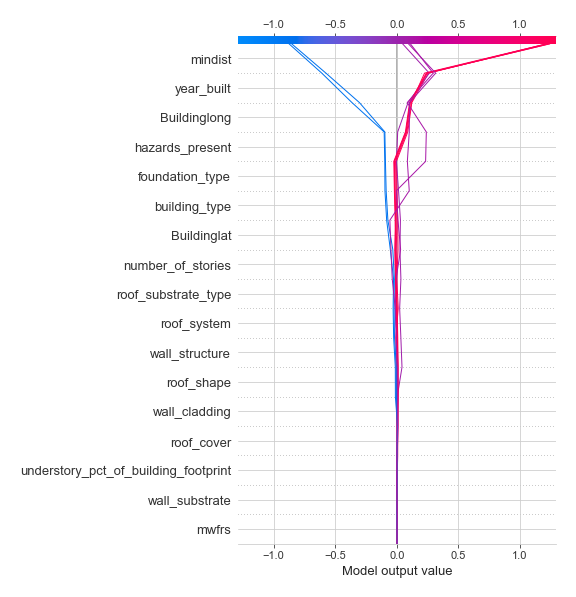 −1.0 −0.5 0.0 0.5 1.0
mindist
year_built
Buildinglong
hazards_present
foundation_type
building_type
Buildinglat
number_of_stories
roof_substrate_type
roof_system
wall_structure
roof_shape
wall_cladding
roof_cover
understory_pct_of_building_footprint
wall_substrate
mwfrs
−1.0 −0.5 0.0 0.5 1.0
Model output value